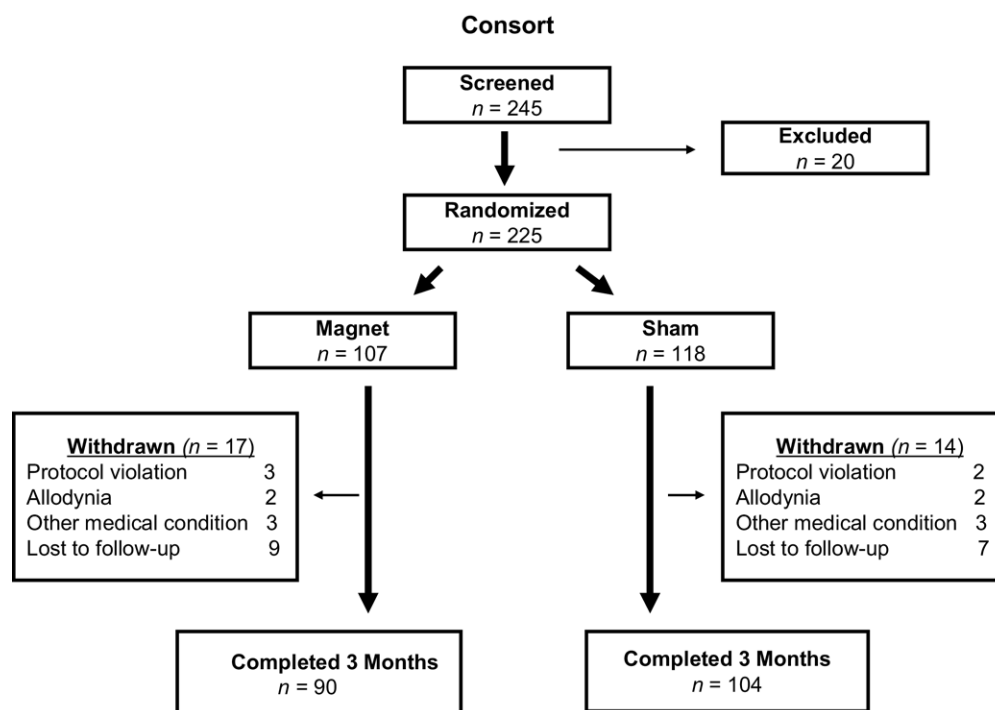 Consort
Screened
n = 245
Excluded
n = 20
Randomized
n = 225
Magnet
n = 107
Sham
n = 118
Withdrawn (n = 17)
Protocol violation 3
Allodynia 2
Other medical condition 3
Lost to follow-up 9
Withdrawn (n = 14)
Protocol violation 2
Allodynia 2
Other medical condition 3
Lost to follow-up 7
Completed 3 Months
n = 90
Completed 3 Months
n = 104